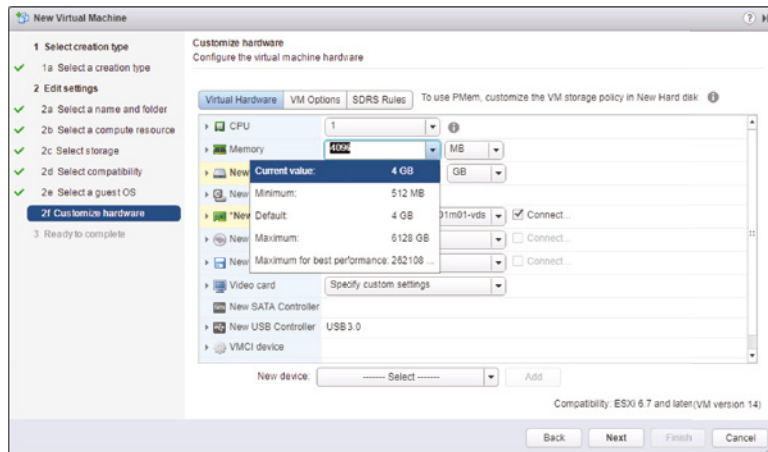 New Virtual Machine
1 Select creation type
1a Select a creation type
2 Edit settings
2a Select a name and folder
2b Select a compute resource
2c Select storage
2d Select compatibility
2e Select a guest OS
2f Customize hardware
3 Ready to complete
Customize hardware
Configure the virtual machine hardware
Virtual Hardware VM Options SDRS Rules To use PMem, customize the VM storage policy in New Hard disk
CPU 1
Memory 4096 MB
New GB
Current value: 4 GB
New
Minimum: 512 MB
*New 01m01-vds Connect...
Default: 4 GB
New Connect...
Maximum: 6128 GB
New Connect...
Maximum for best performance: 262108 ...
Video card Specify custom settings
New SATA Controller
New USB Controller USB 3.0
VMCI device
New device: ------- Select ------- Add
Compatibility: ESXi 6.7 and later (VM version 14)
Back Next Finish Cancel